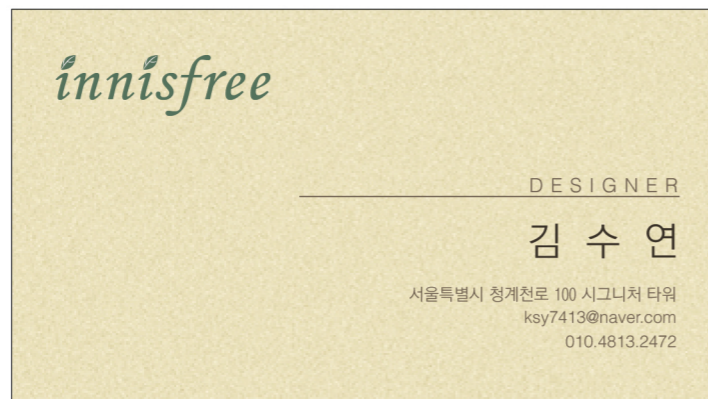 innisfree
DESIGNER
김 수 연
서울특별시 청계천로 100 시그니처 타워
ksy7413@naver.com
010.4813.2472